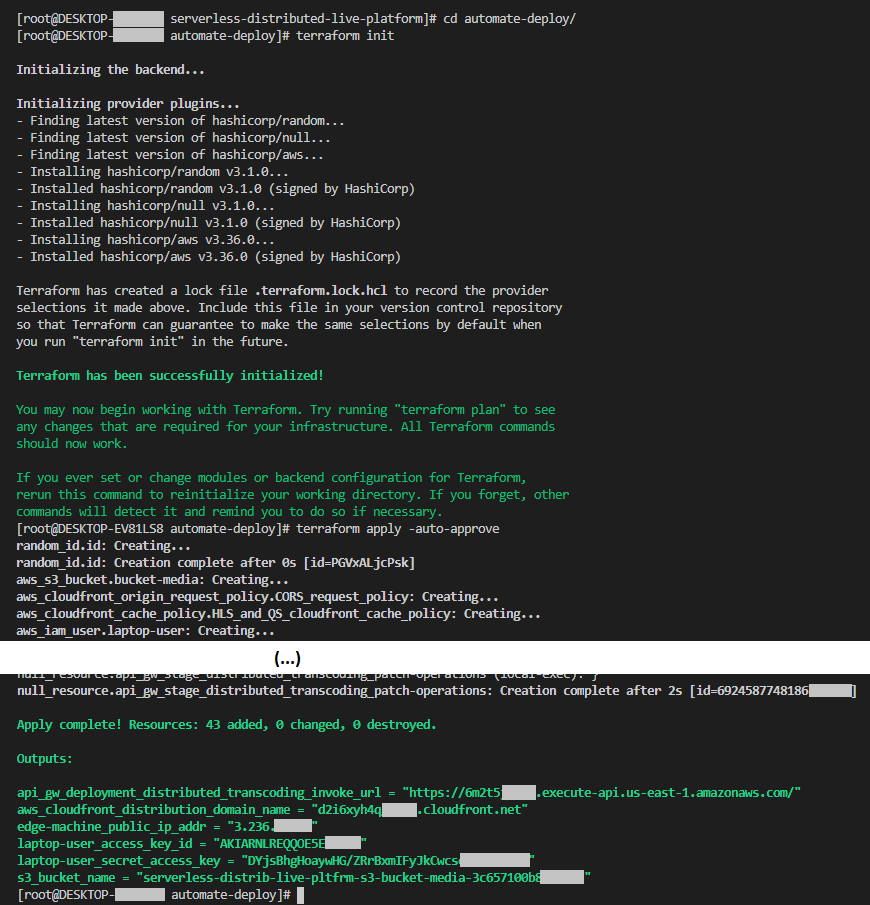 [root@DESKTOP- serverless-distributed-live-platform]# cd automate-deploy/
[root@DESKTOP- automate-deploy]# terraform init
Initializing the backend...
Initializing provider plugins...
- Finding latest version of hashicorp/random...
- Finding latest version of hashicorp/null...
- Finding latest version of hashicorp/aws...
- Installing hashicorp/random v3.1.0...
- Installed hashicorp/random v3.1.0 (signed by HashiCorp)
- Installing hashicorp/null v3.1.0...
- Installed hashicorp/null v3.1.0 (signed by HashiCorp)
- Installing hashicorp/aws v3.36.0...
- Installed hashicorp/aws v3.36.0 (signed by HashiCorp)
Terraform has created a lock file .terraform.lock.hcl to record the provider
selections it made above. Include this file in your version control repository
so that Terraform can guarantee to make the same selections by default when
you run "terraform init" in the future.
Terraform has been successfully initialized!
You may now begin working with Terraform. Try running "terraform plan" to see
any changes that are required for your infrastructure. All Terraform commands
should now work.
If you ever set or change modules or backend configuration for Terraform,
rerun this command to reinitialize your working directory. If you forget, other
commands will detect it and remind you to do so if necessary.
[root@DESKTOP-EV81LS8 automate-deploy]# terraform apply -auto-approve
random_id.id: Creating...
random_id.id: Creation complete after 0s [id=PGVxALjcPsk]
aws_s3_bucket.bucket-media: Creating...
aws_cloudfront_origin_request_policy.CORS_request_policy: Creating...
aws_cloudfront_cache_policy.HLS_and_QS_cloudfront_cache_policy: Creating...
aws_iam_user.laptop-user: Creating...
(...)
null_resource.api_gw_stage_distributed_transcoding_patch-operations (local-exec): }
null_resource.api_gw_stage_distributed_transcoding_patch-operations: Creation complete after 2s [id=6924587748186]
Apply complete! Resources: 43 added, 0 changed, 0 destroyed.
Outputs:
api_gw_deployment_distributed_transcoding_invoke_url = "https://6m2t5 .execute-api.us-east-1.amazonaws.com/"
aws_cloudfront_distribution_domain_name = "d2i6xyh4q .cloudfront.net"
edge-machine_public_ip_addr = "3.236. "
laptop-user_access_key_id = "AKIARNLREQQOE5E "
laptop-user_secret_access_key = "DYjsBhgHoaywHG/ZRrBxmIFyJkCwcs "
s3_bucket_name = "serverless-distrib-live-pltfrm-s3-bucket-media-3c657100b8 "
[root@DESKTOP- automate-deploy]#